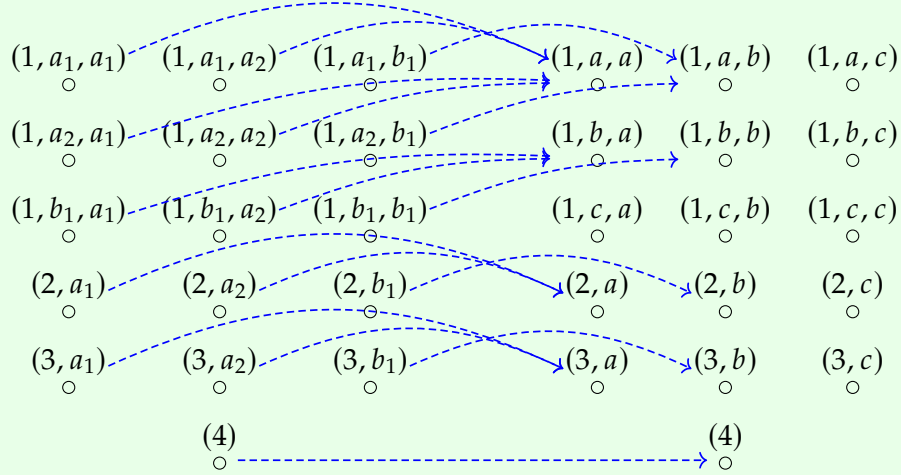 (1, a₁, a₁) (1, a₁, a₂) (1, a₁, b₁) (1, a, a) (1, a, b) (1, a, c)
(1, a₂, a₁) (1, a₂, a₂) (1, a₂, b₁) (1, b, a) (1, b, b) (1, b, c)
(1, b₁, a₁) (1, b₁, a₂) (1, b₁, b₁) (1, c, a) (1, c, b) (1, c, c)
(2, a₁) (2, a₂) (2, b₁) (2, a) (2, b) (2, c)
(3, a₁) (3, a₂) (3, b₁) (3, a) (3, b) (3, c)
(4) (4)